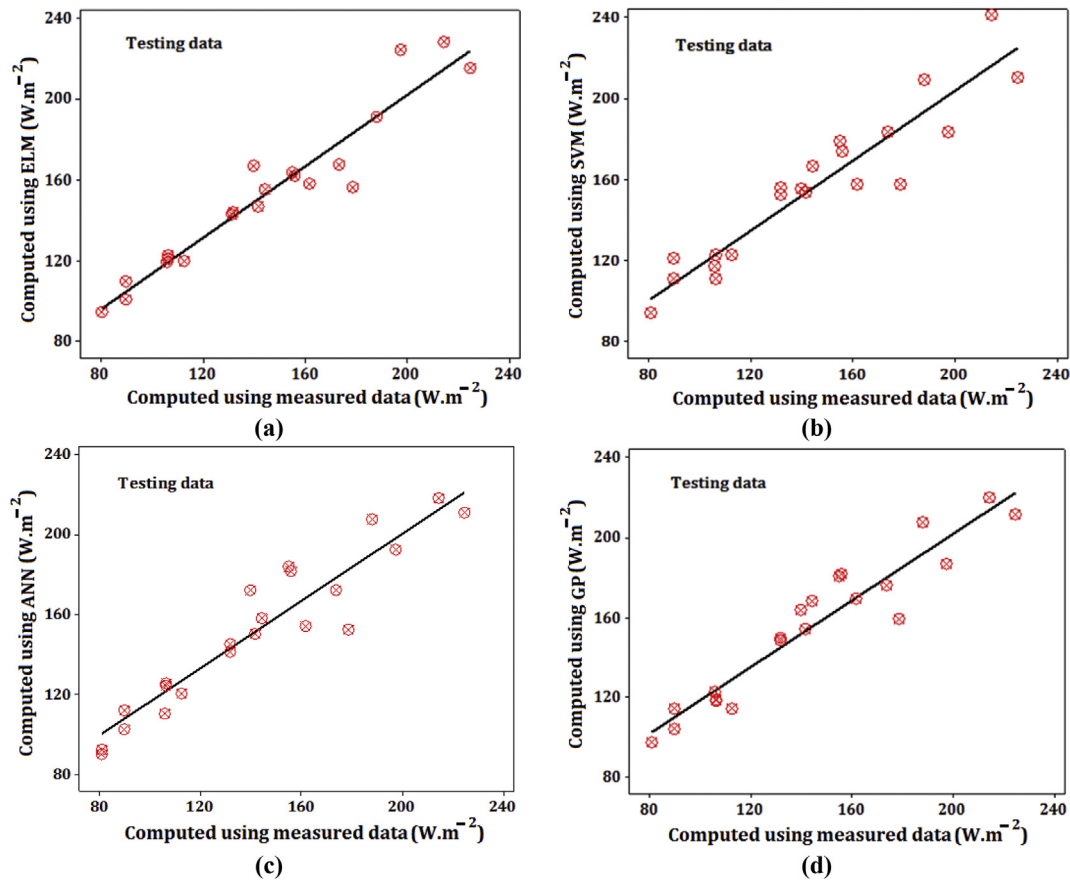 240
200
160
120
80
Computed using ELM (W.m⁻²)
Testing data
80 120 160 200 240
Computed using measured data (W.m⁻²)
(a)
240
200
160
120
80
Computed using SVM (W.m⁻²)
Testing data
80 120 160 200 240
Computed using measured data (W.m⁻²)
(b)
240
200
160
120
80
Computed using ANN (W.m⁻²)
Testing data
80 120 160 200 240
Computed using measured data (W.m⁻²)
(c)
240
200
160
120
80
Computed using GP (W.m⁻²)
Testing data
80 120 160 200 240
Computed using measured data (W.m⁻²)
(d)